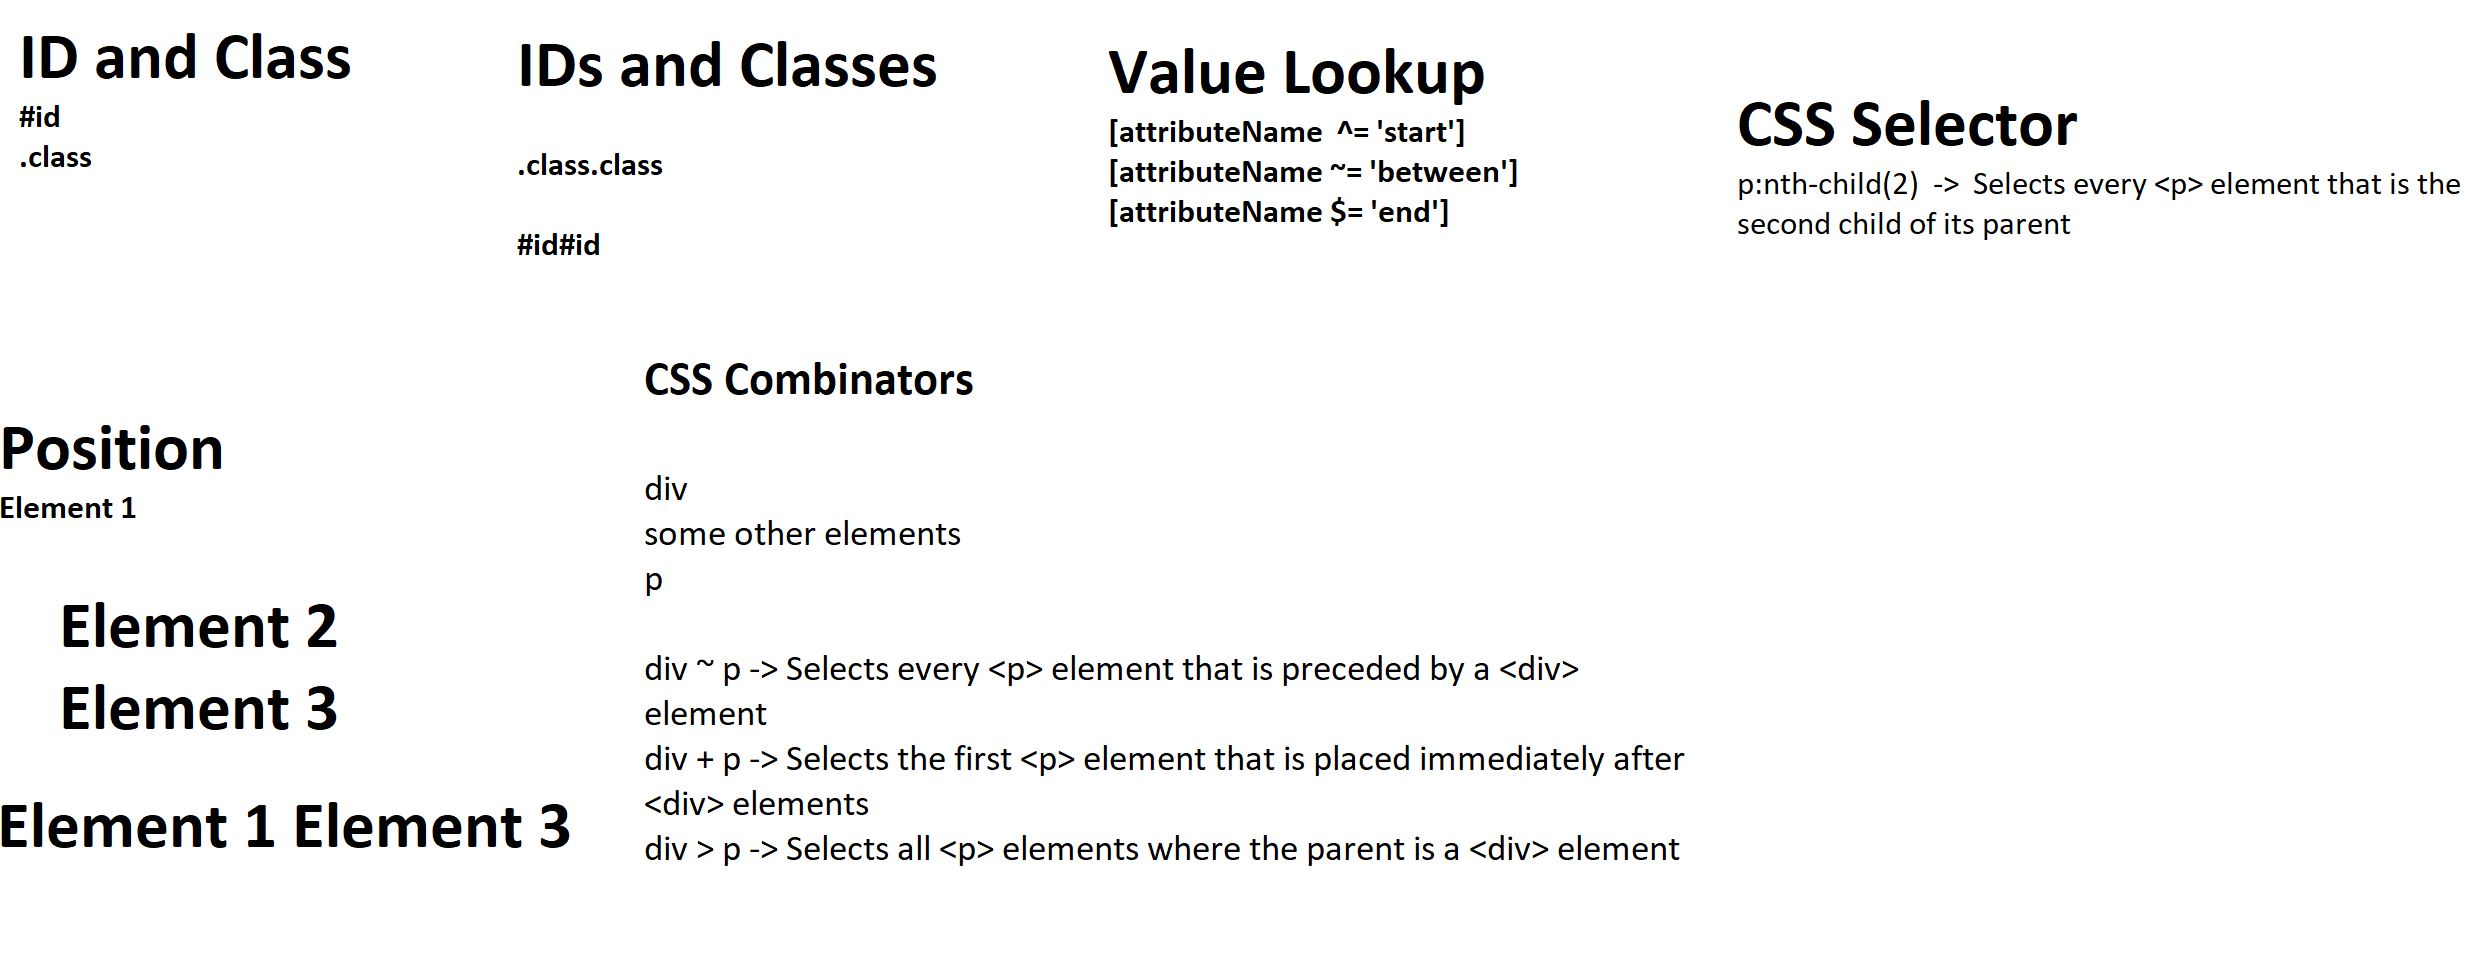 ID and Class
#id
.class
IDs and Classes
.class.class
#id#id
Value Lookup
[attributeName  ^= 'start']
[attributeName ~= 'between']
[attributeName $= 'end']
CSS Selector
p:nth-child(2)  ->  Selects every <p> element that is the
second child of its parent
Position
Element 1
Element 2
Element 3
Element 1 Element 3
CSS Combinators
div
some other elements
p
div ~ p -> Selects every <p> element that is preceded by a <div>
element
div + p -> Selects the first <p> element that is placed immediately after
<div> elements
div > p -> Selects all <p> elements where the parent is a <div> element